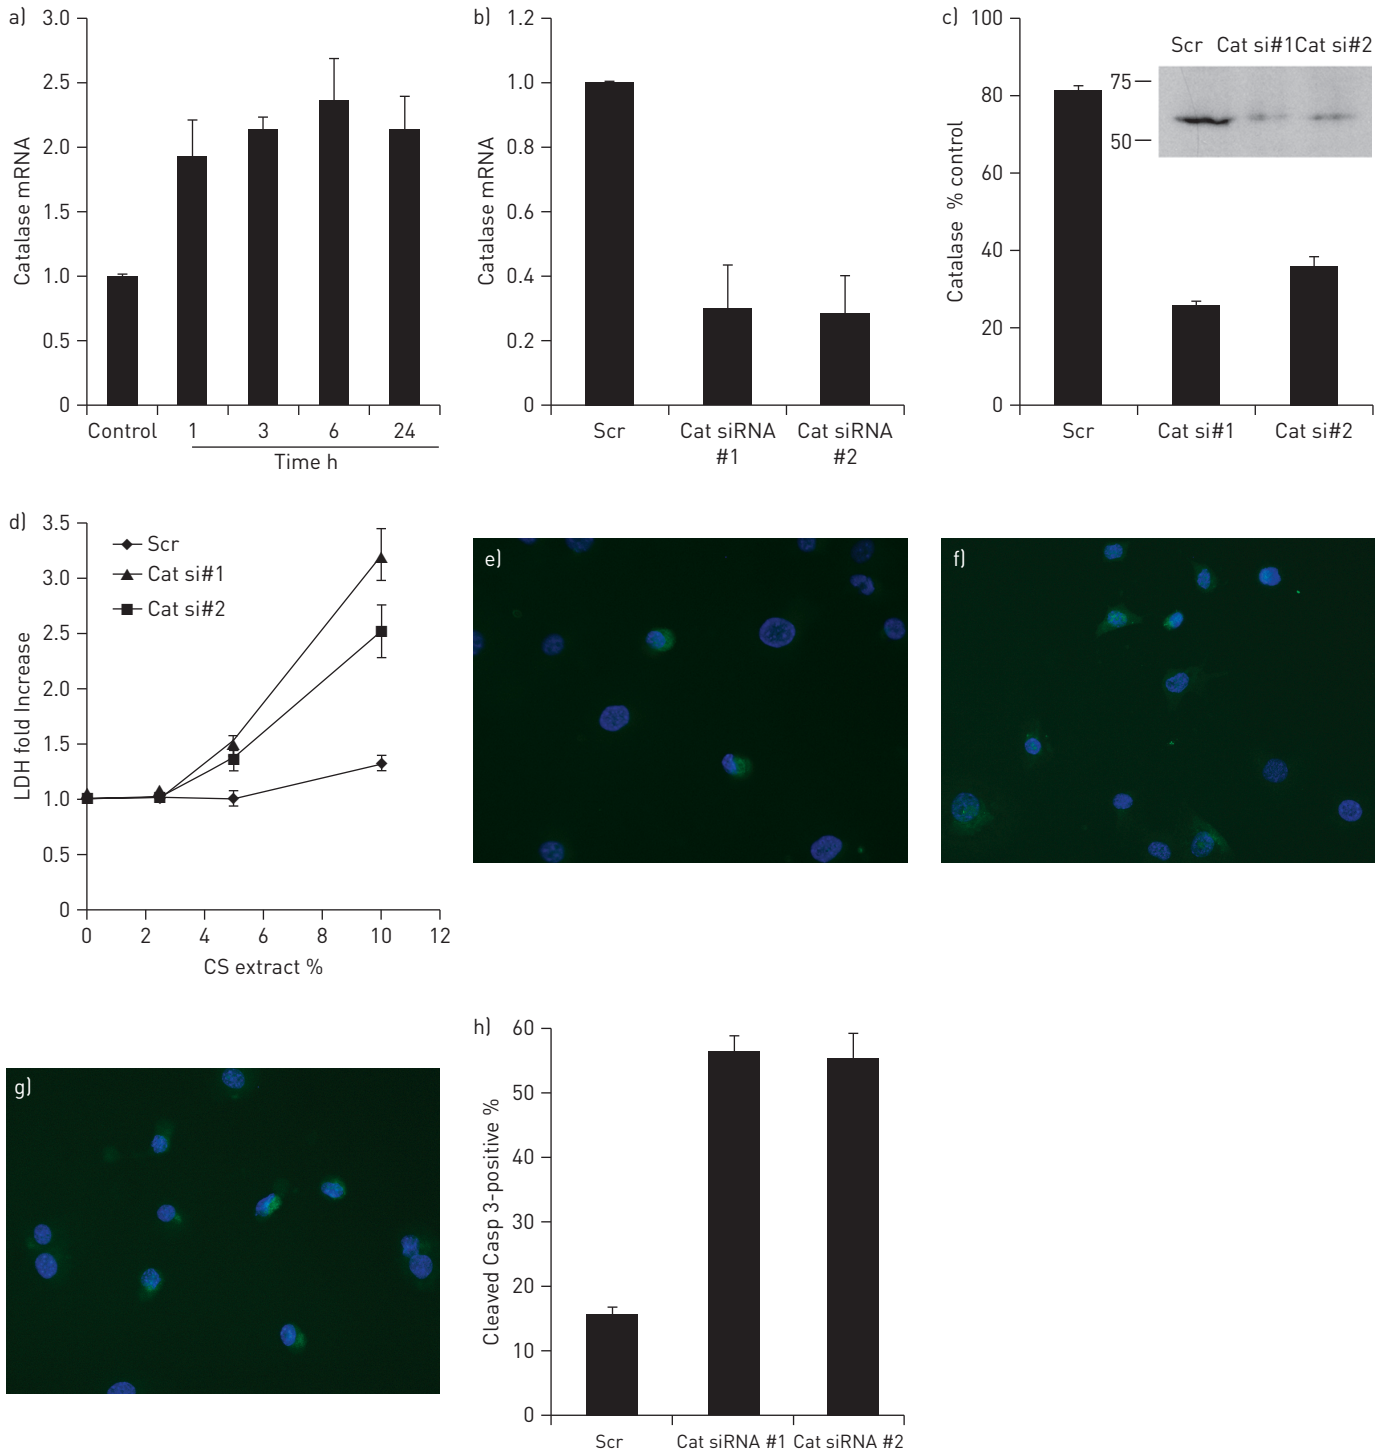 a)
3.0
2.5
2.0
1.5
1.0
0.5
0
Catalase mRNA
Control 1 3 6 24
Time h
b)
1.2
1.0
0.8
0.6
0.4
0.2
0
Catalase mRNA
Scr Cat siRNA Cat siRNA
#1 #2
c)
100
80
60
40
20
0
Catalase % control
Scr Cat si#1 Cat si#2
75
50
Scr Cat si#1 Cat si#2
d)
3.5
3.0
2.5
2.0
1.5
1.0
0.5
0
LDH fold Increase
Scr
Cat si#1
Cat si#2
0 2 4 6 8 10 12
CS extract %
e)
f)
g)
h)
60
50
40
30
20
10
0
Cleaved Casp 3-positive %
Scr Cat siRNA #1 Cat siRNA #2